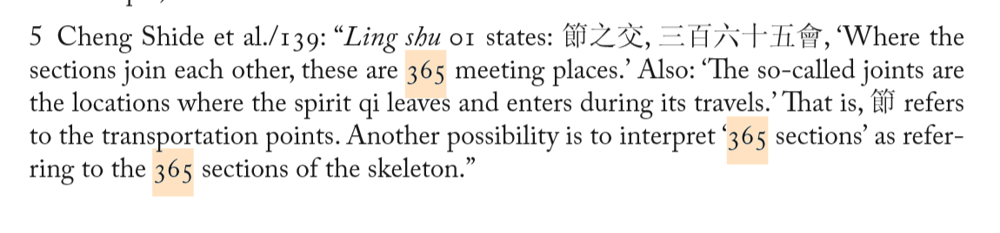 5 Cheng Shide et al./139: “Ling shu 01 states: 節之交, 三百六十五會, ‘Where the
sections join each other, these are 365 meeting places.’ Also: ‘The so-called joints are
the locations where the spirit qi leaves and enters during its travels.’ That is, 節 refers
to the transportation points. Another possibility is to interpret ‘365 sections’ as refer-
ring to the 365 sections of the skeleton.”